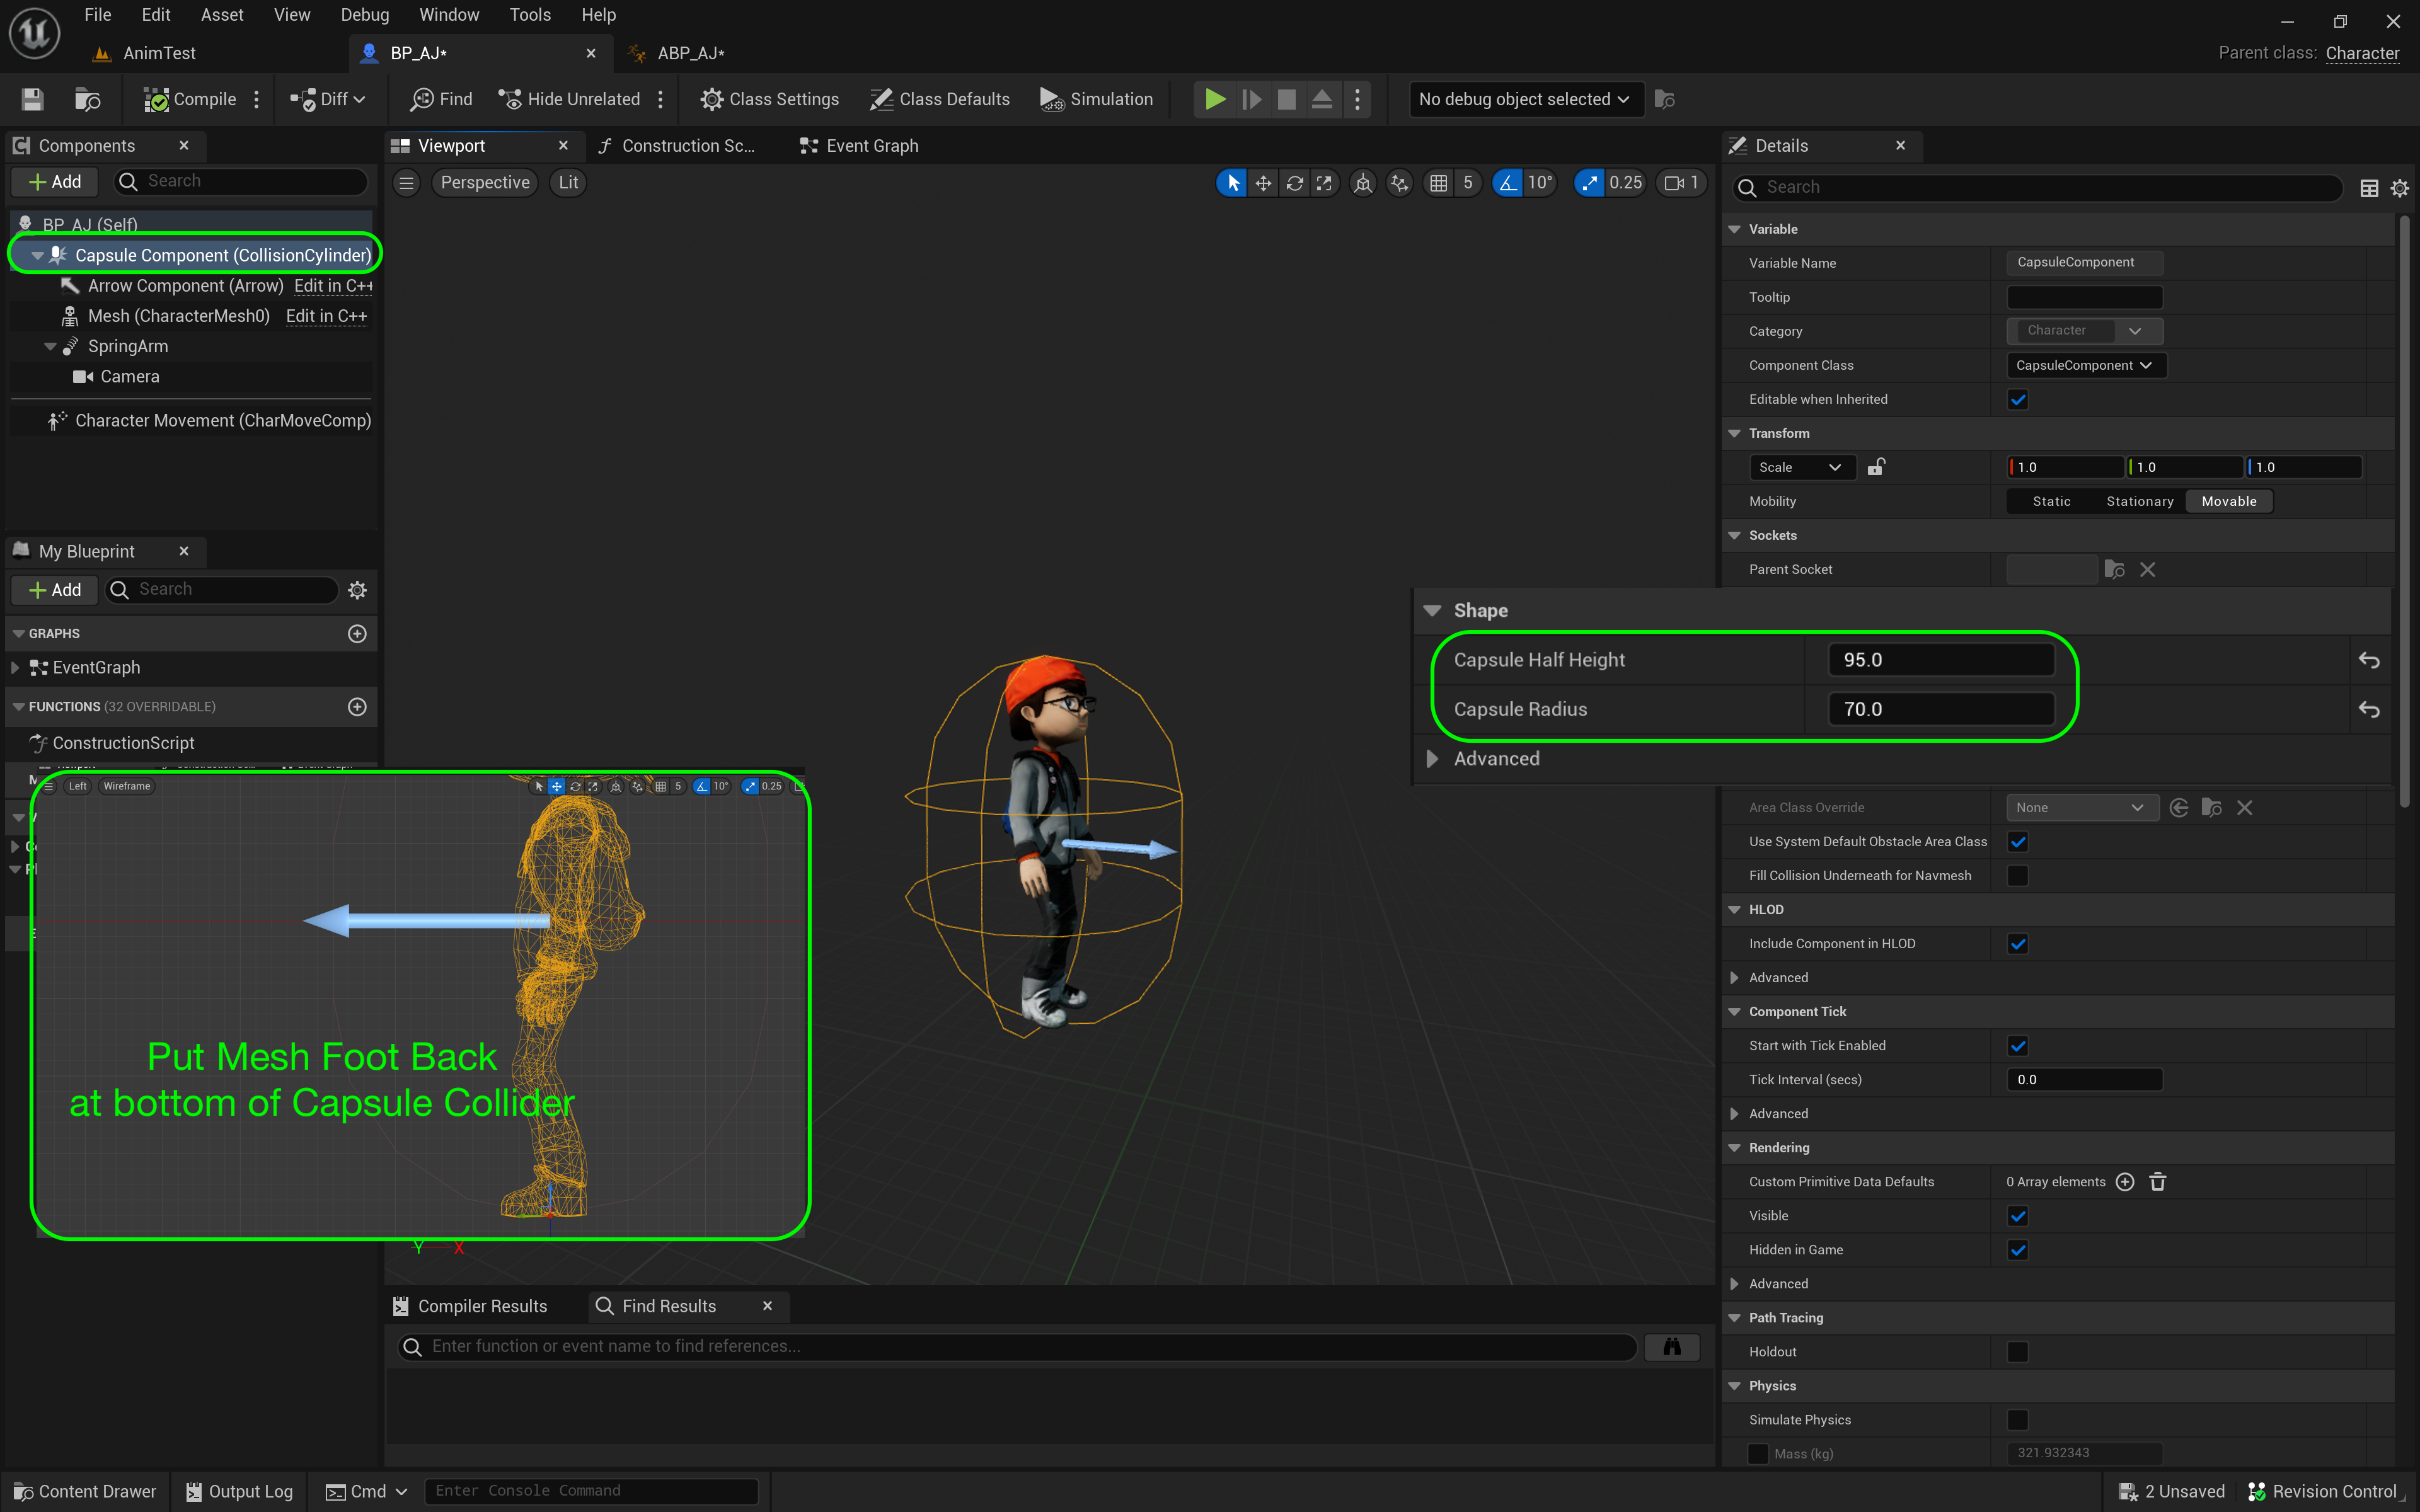 File Edit Asset View Debug Window Tools Help
AnimTest
BP_AJ*
ABP_AJ*
Parent class: Character
Compile
Diff
Find
Hide Unrelated
Class Settings
Class Defaults
Simulation
No debug object selected
Components
Add
Search
BP_AJ (Self)
Capsule Component (CollisionCylinder)
Arrow Component (Arrow) Edit in C++
Mesh (CharacterMesh0) Edit in C++
SpringArm
Camera
Character Movement (CharMoveComp)
My Blueprint
Add
Search
GRAPHS
EventGraph
FUNCTIONS (32 OVERRIDABLE)
ConstructionScript
Viewport
Construction Sc...
Event Graph
Perspective
Lit
5
10°
0.25
1
Left
Wireframe
5
10°
0.25
Put Mesh Foot Back
at bottom of Capsule Collider
Y X
Compiler Results
Find Results
Enter function or event name to find references...
Details
Search
Variable
Variable Name CapsuleComponent
Tooltip
Category Character
Component Class CapsuleComponent
Editable when Inherited
Transform
Scale 1.0 1.0 1.0
Mobility Static Stationary Movable
Sockets
Parent Socket
Shape
Capsule Half Height 95.0
Capsule Radius 70.0
Advanced
Area Class Override None
Use System Default Obstacle Area Class
Fill Collision Underneath for Navmesh
HLOD
Include Component in HLOD
Advanced
Component Tick
Start with Tick Enabled
Tick Interval (secs) 0.0
Advanced
Rendering
Custom Primitive Data Defaults 0 Array elements
Visible
Hidden in Game
Advanced
Path Tracing
Holdout
Physics
Simulate Physics
Mass (kg) 321.932343
Content Drawer
Output Log
Cmd
Enter Console Command
2 Unsaved
Revision Control